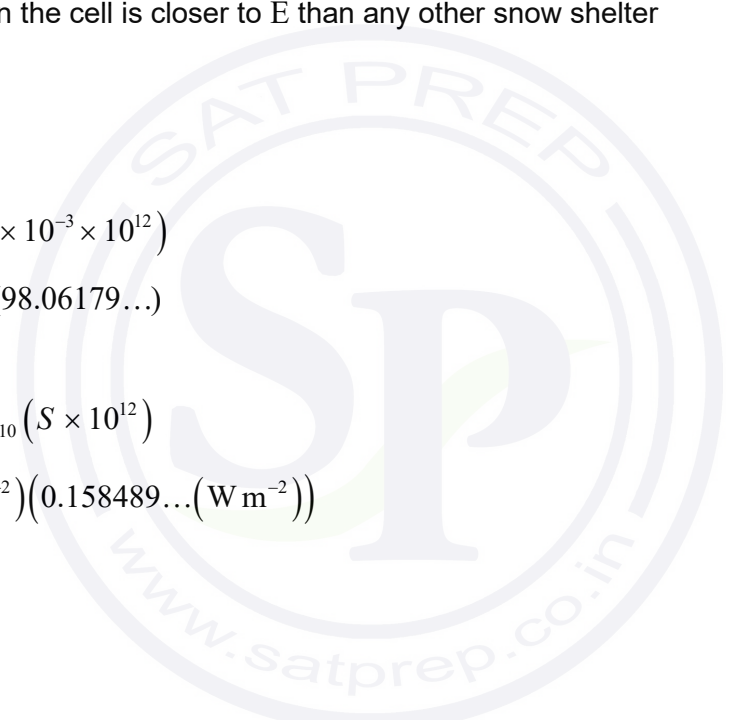 n the cell is closer to E than any other snow shelter
× 10⁻³ × 10¹²)
98.06179…)
₁₀ (S × 10¹²)
⁻²)(0.158489…(W m⁻²))
SAT PREP
SP
www.satprep.co.in